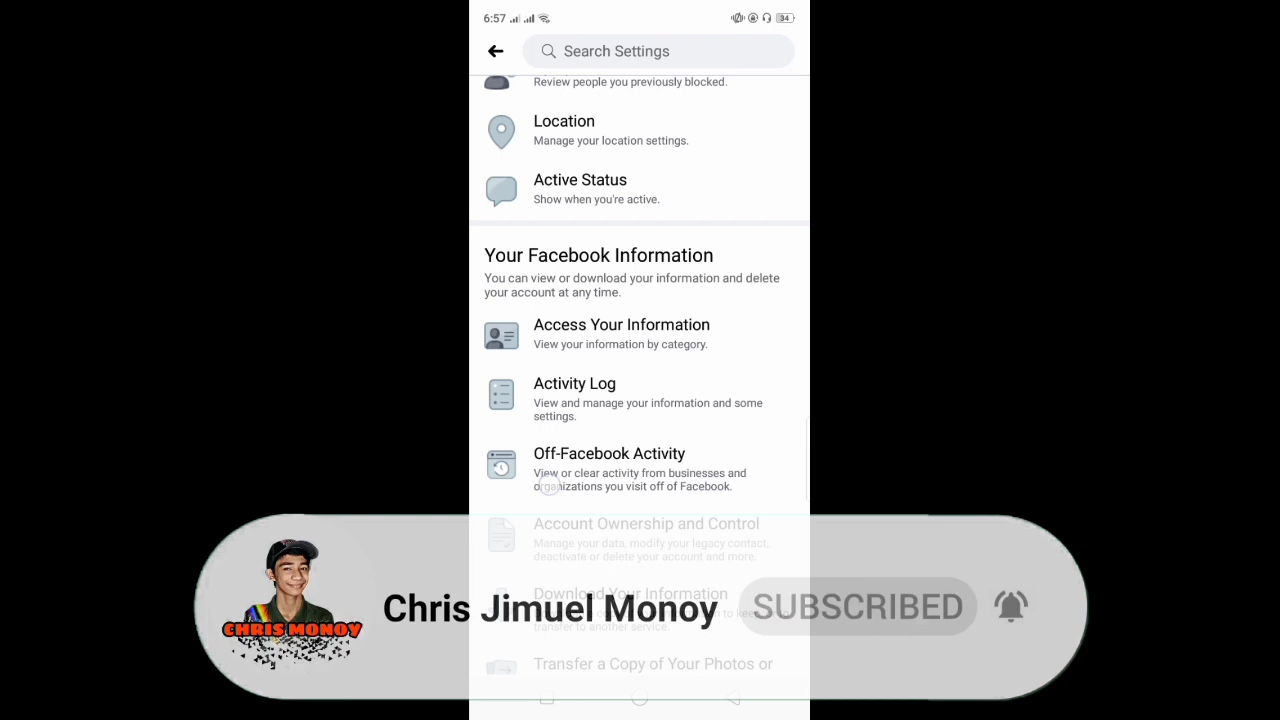 6:57
34
Search Settings
Review people you previously blocked.
Location
Manage your location settings.
Active Status
Show when you're active.
Your Facebook Information
You can view or download your information and delete
your account at any time.
Access Your Information
View your information by category.
Activity Log
View and manage your information and some
settings.
Off-Facebook Activity
View or clear activity from businesses and
organizations you visit off of Facebook.
Account Ownership and Control
Manage your data, modify your legacy contact,
deactivate or delete your account and more.
Download Your Information
transfer to another service.
Transfer a Copy of Your Photos or
CHRIS MONOY
Chris Jimuel Monoy
SUBSCRIBED